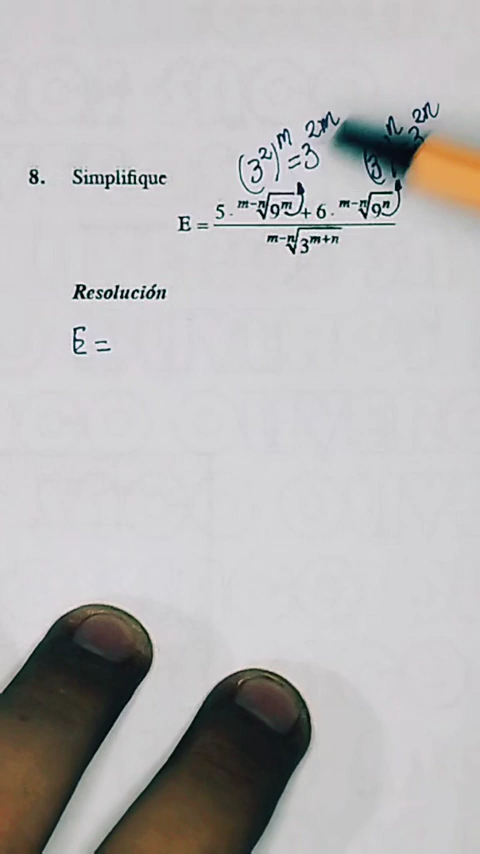 (3²)ᵐ = 3²ᵐ
8. Simplifique
E = (5 · ᵐ⁻ⁿ√9ᵐ + 6 · ᵐ⁻ⁿ√9ⁿ) / ᵐ⁻ⁿ√3ᵐ⁺ⁿ
Resolución
E =